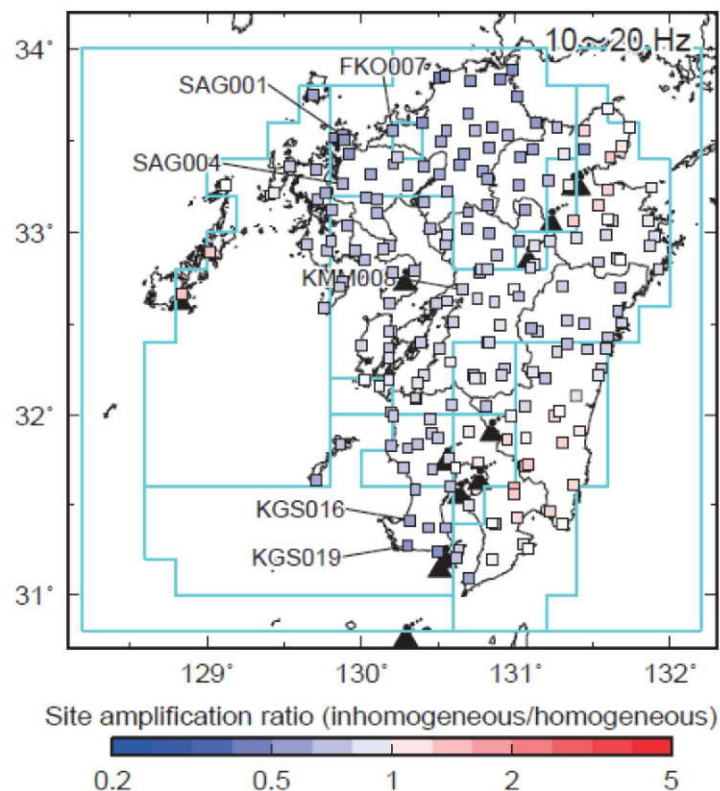 34°
10~20 Hz
FKO007
SAG001
SAG004
33°
KMM008
32°
KGS016
KGS019
31°
129° 130° 131° 132°
Site amplification ratio (inhomogeneous/homogeneous)
0.2 0.5 1 2 5